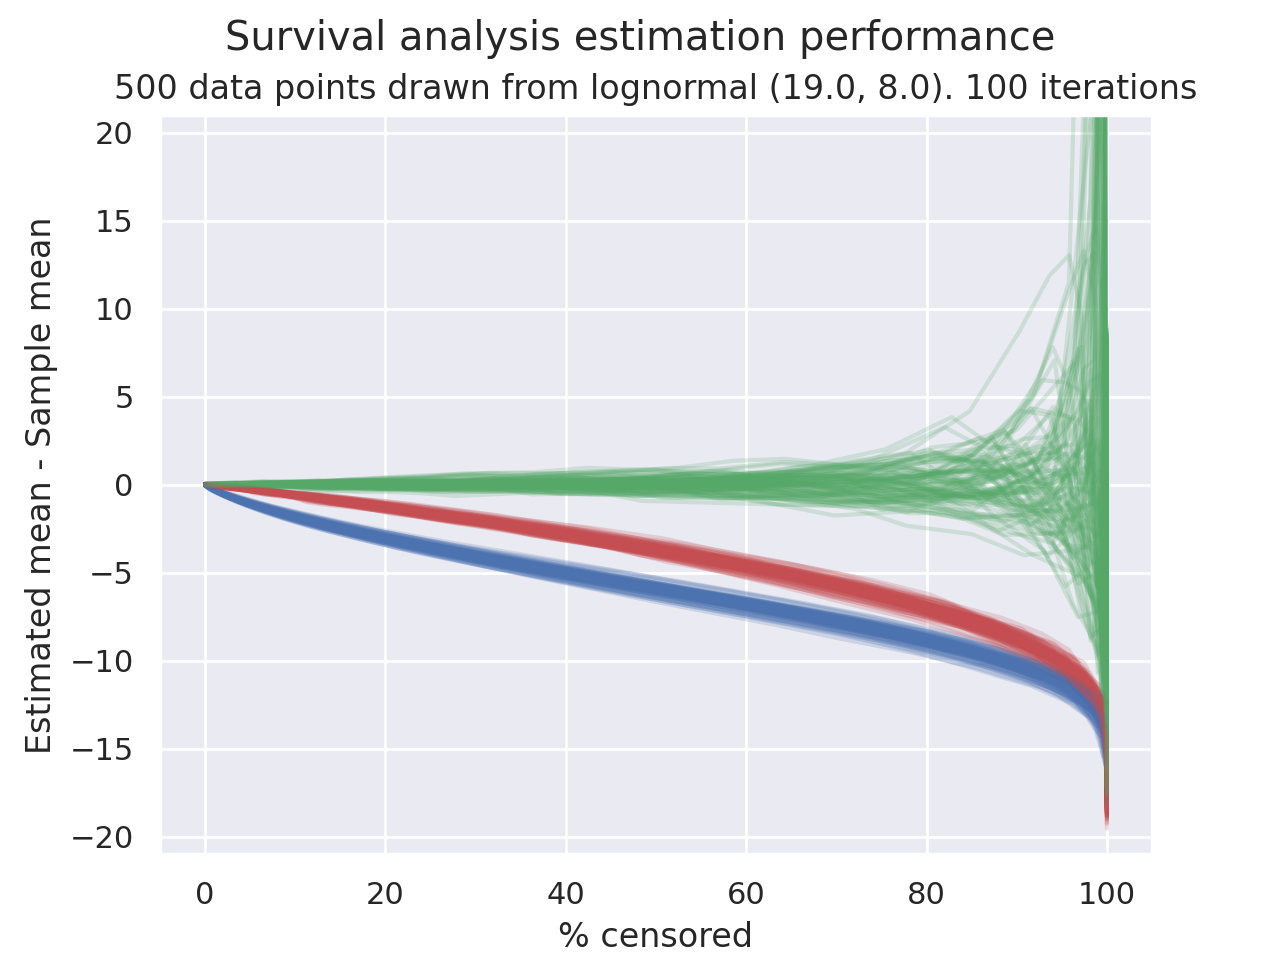 Survival analysis estimation performance
500 data points drawn from lognormal (19.0, 8.0). 100 iterations
Estimated mean - Sample mean
20
15
10
5
0
−5
−10
−15
−20
0 20 40 60 80 100
% censored